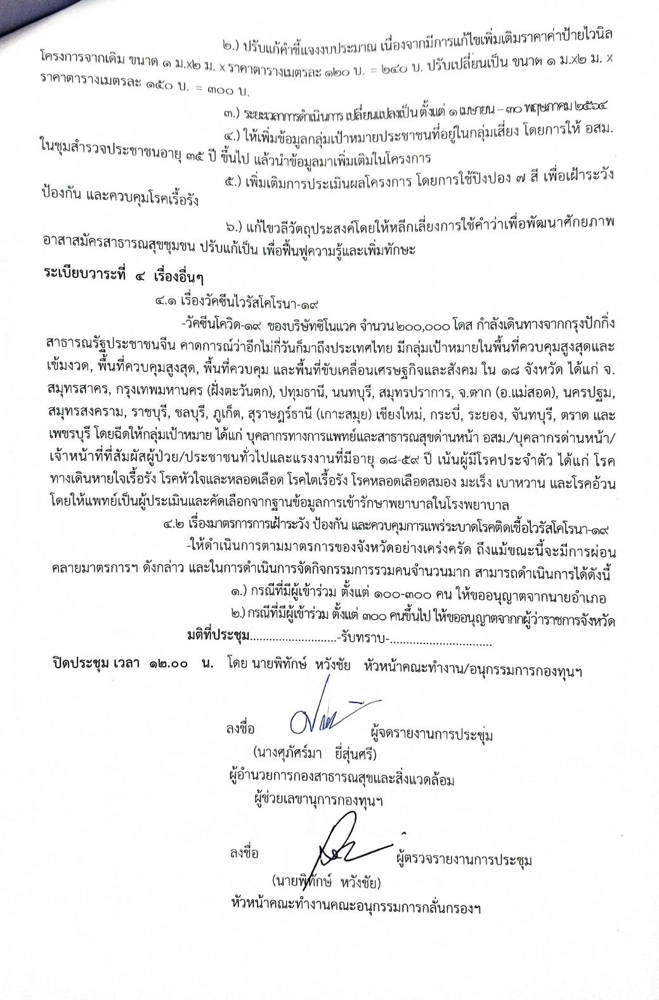 ๒.) ปรับแก้คำชี้แจงงบประมาณ เนื่องจากมีการแก้ไขเพิ่มเติมราคาค่าป้ายไวนิล
โครงการจากเดิม ขนาด ๑ ม.x๒ ม. x ราคาตารางเมตรละ ๑๒๐ บ. = ๒๔๐ บ. ปรับเปลี่ยนเป็น ขนาด ๑ ม.x๒ ม. x
ราคาตารางเมตรละ ๑๕๐ บ. = ๓๐๐ บ.
๓.) ระยะเวลาการดำเนินการ เปลี่ยนแปลงเป็น ตั้งแต่ ๑ เมษายน – ๓๐ พฤษภาคม ๒๕๖๔
๔.) ให้เพิ่มข้อมูลกลุ่มเป้าหมายประชาชนที่อยู่ในกลุ่มเสี่ยง โดยการให้ อสม.
ในชุมสำรวจประชาชนอายุ ๓๕ ปี ขึ้นไป แล้วนำข้อมูลมาเพิ่มเติมในโครงการ
๕.) เพิ่มเติมการประเมินผลโครงการ โดยการใช้ปิงปอง ๗ สี เพื่อเฝ้าระวัง
ป้องกัน และควบคุมโรคเรื้อรัง
๖.) แก้ไขวลีวัตถุประสงค์โดยให้หลีกเลี่ยงการใช้คำว่าเพื่อพัฒนาศักยภาพ
อาสาสมัครสาธารณสุขชุมชน ปรับแก้เป็น เพื่อฟื้นฟูความรู้และเพิ่มทักษะ
ระเบียบวาระที่ ๔ เรื่องอื่นๆ
๔.๑ เรื่องวัคซีนไวรัสโคโรนา-๑๙
-วัคซีนโควิด-๑๙ ของบริษัทซิโนแวค จำนวน ๒๐๐,๐๐๐ โดส กำลังเดินทางจากกรุงปักกิ่ง
สาธารณรัฐประชาชนจีน คาดการณ์ว่าอีกไม่กี่วันก็มาถึงประเทศไทย มีกลุ่มเป้าหมายในพื้นที่ควบคุมสูงสุดและ
เข้มงวด, พื้นที่ควบคุมสูงสุด, พื้นที่ควบคุม และพื้นที่ขับเคลื่อนเศรษฐกิจและสังคม ใน ๑๘ จังหวัด ได้แก่ จ.
สมุทรสาคร, กรุงเทพมหานคร (ฝั่งตะวันตก), ปทุมธานี, นนทบุรี, สมุทรปราการ, จ.ตาก (อ.แม่สอด), นครปฐม,
สมุทรสงคราม, ราชบุรี, ชลบุรี, ภูเก็ต, สุราษฎร์ธานี (เกาะสมุย) เชียงใหม่, กระบี่, ระยอง, จันทบุรี, ตราด และ
เพชรบุรี โดยฉีดให้กลุ่มเป้าหมาย ได้แก่ บุคลากรทางการแพทย์และสาธารณสุขด่านหน้า อสม./บุคลากรด่านหน้า/
เจ้าหน้าที่ที่สัมผัสผู้ป่วย/ประชาชนทั่วไปและแรงงานที่มีอายุ ๑๘-๕๙ ปี เน้นผู้มีโรคประจำตัว ได้แก่ โรค
ทางเดินหายใจเรื้อรัง โรคหัวใจและหลอดเลือด โรคไตเรื้อรัง โรคหลอดเลือดสมอง มะเร็ง เบาหวาน และโรคอ้วน
โดยให้แพทย์เป็นผู้ประเมินและคัดเลือกจากฐานข้อมูลการเข้ารักษาพยาบาลในโรงพยาบาล
๔.๒ เรื่องมาตรการการเฝ้าระวัง ป้องกัน และควบคุมการแพร่ระบาดโรคติดเชื้อไวรัสโคโรนา-๑๙
-ให้ดำเนินการตามมาตรการของจังหวัดอย่างเคร่งครัด ถึงแม้ขณะนี้จะมีการผ่อน
คลายมาตรการฯ ดังกล่าว และในการดำเนินการจัดกิจกรรมการรวมคนจำนวนมาก สามารถดำเนินการได้ดังนี้
๑.) กรณีที่มีผู้เข้าร่วม ตั้งแต่ ๑๐๐-๓๐๐ คน ให้ขออนุญาตจากนายอำเภอ
๒.) กรณีที่มีผู้เข้าร่วม ตั้งแต่ ๓๐๐ คนขึ้นไป ให้ขออนุญาตจากกผู้ว่าราชการจังหวัด
มติที่ประชุม...........................-รับทราบ-...............................
ปิดประชุม เวลา ๑๒.๐๐ น. โดย นายพิทักษ์ หวังชัย หัวหน้าคณะทำงาน/อนุกรรมการกองทุนฯ
ลงชื่อ ผู้จดรายงานการประชุม
(นางศุภัศร์มา ยี่สุ่นศรี)
ผู้อำนวยการกองสาธารณสุขและสิ่งแวดล้อม
ผู้ช่วยเลขานุการกองทุนฯ
ลงชื่อ ผู้ตรวจรายงานการประชุม
(นายพิทักษ์ หวังชัย)
หัวหน้าคณะทำงานคณะอนุกรรมการกลั่นกรองฯ